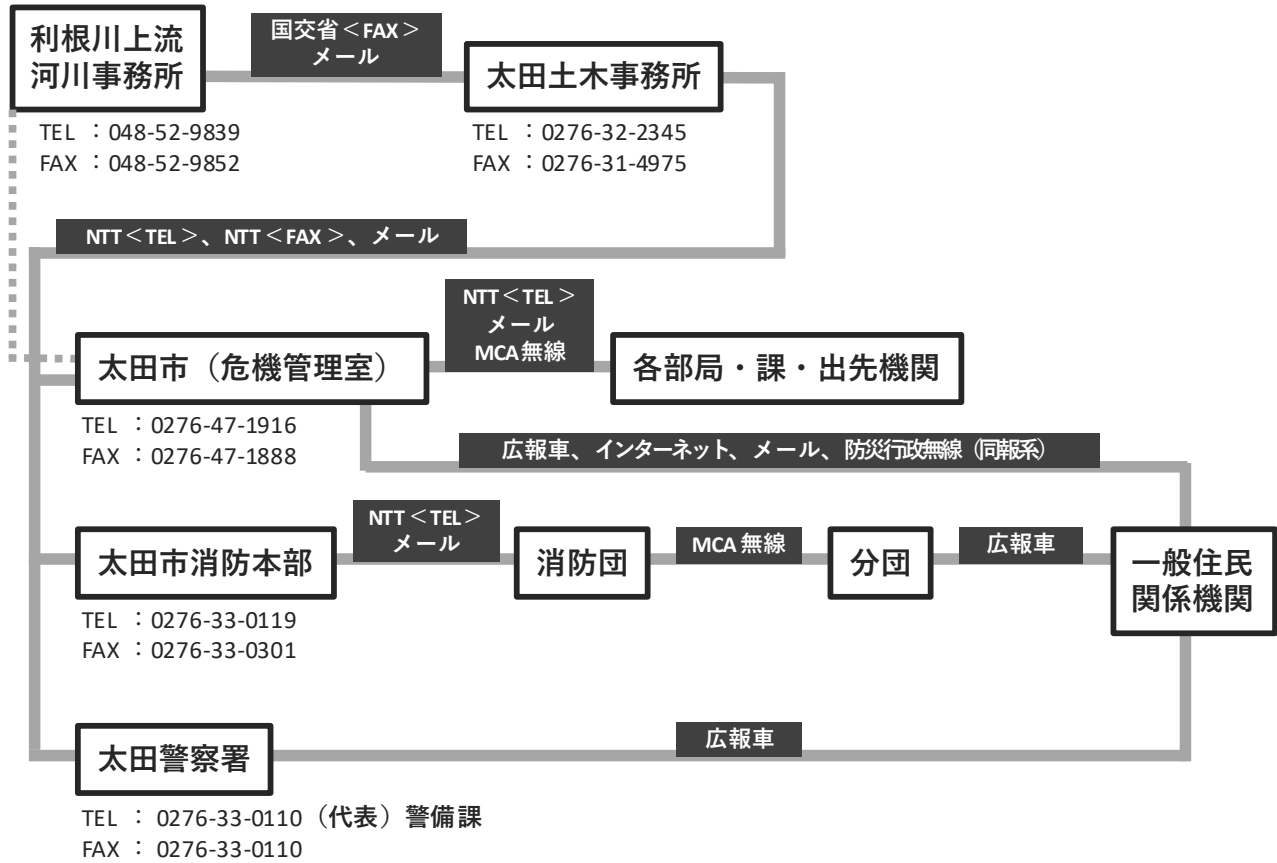 利根川上流
河川事務所
国交省＜FAX＞
メール
太田土木事務所
TEL ：048-52-9839
FAX ：048-52-9852
TEL ：0276-32-2345
FAX ：0276-31-4975
NTT＜TEL＞、NTT＜FAX＞、メール
太田市（危機管理室）
NTT＜TEL＞
メール
MCA無線
各部局・課・出先機関
TEL ：0276-47-1916
FAX ：0276-47-1888
広報車、インターネット、メール、防災行政無線（同報系）
太田市消防本部
NTT＜TEL＞
メール
消防団
MCA無線
分団
広報車
一般住民
関係機関
TEL ：0276-33-0119
FAX ：0276-33-0301
太田警察署
広報車
TEL ： 0276-33-0110（代表）警備課
FAX ： 0276-33-0110